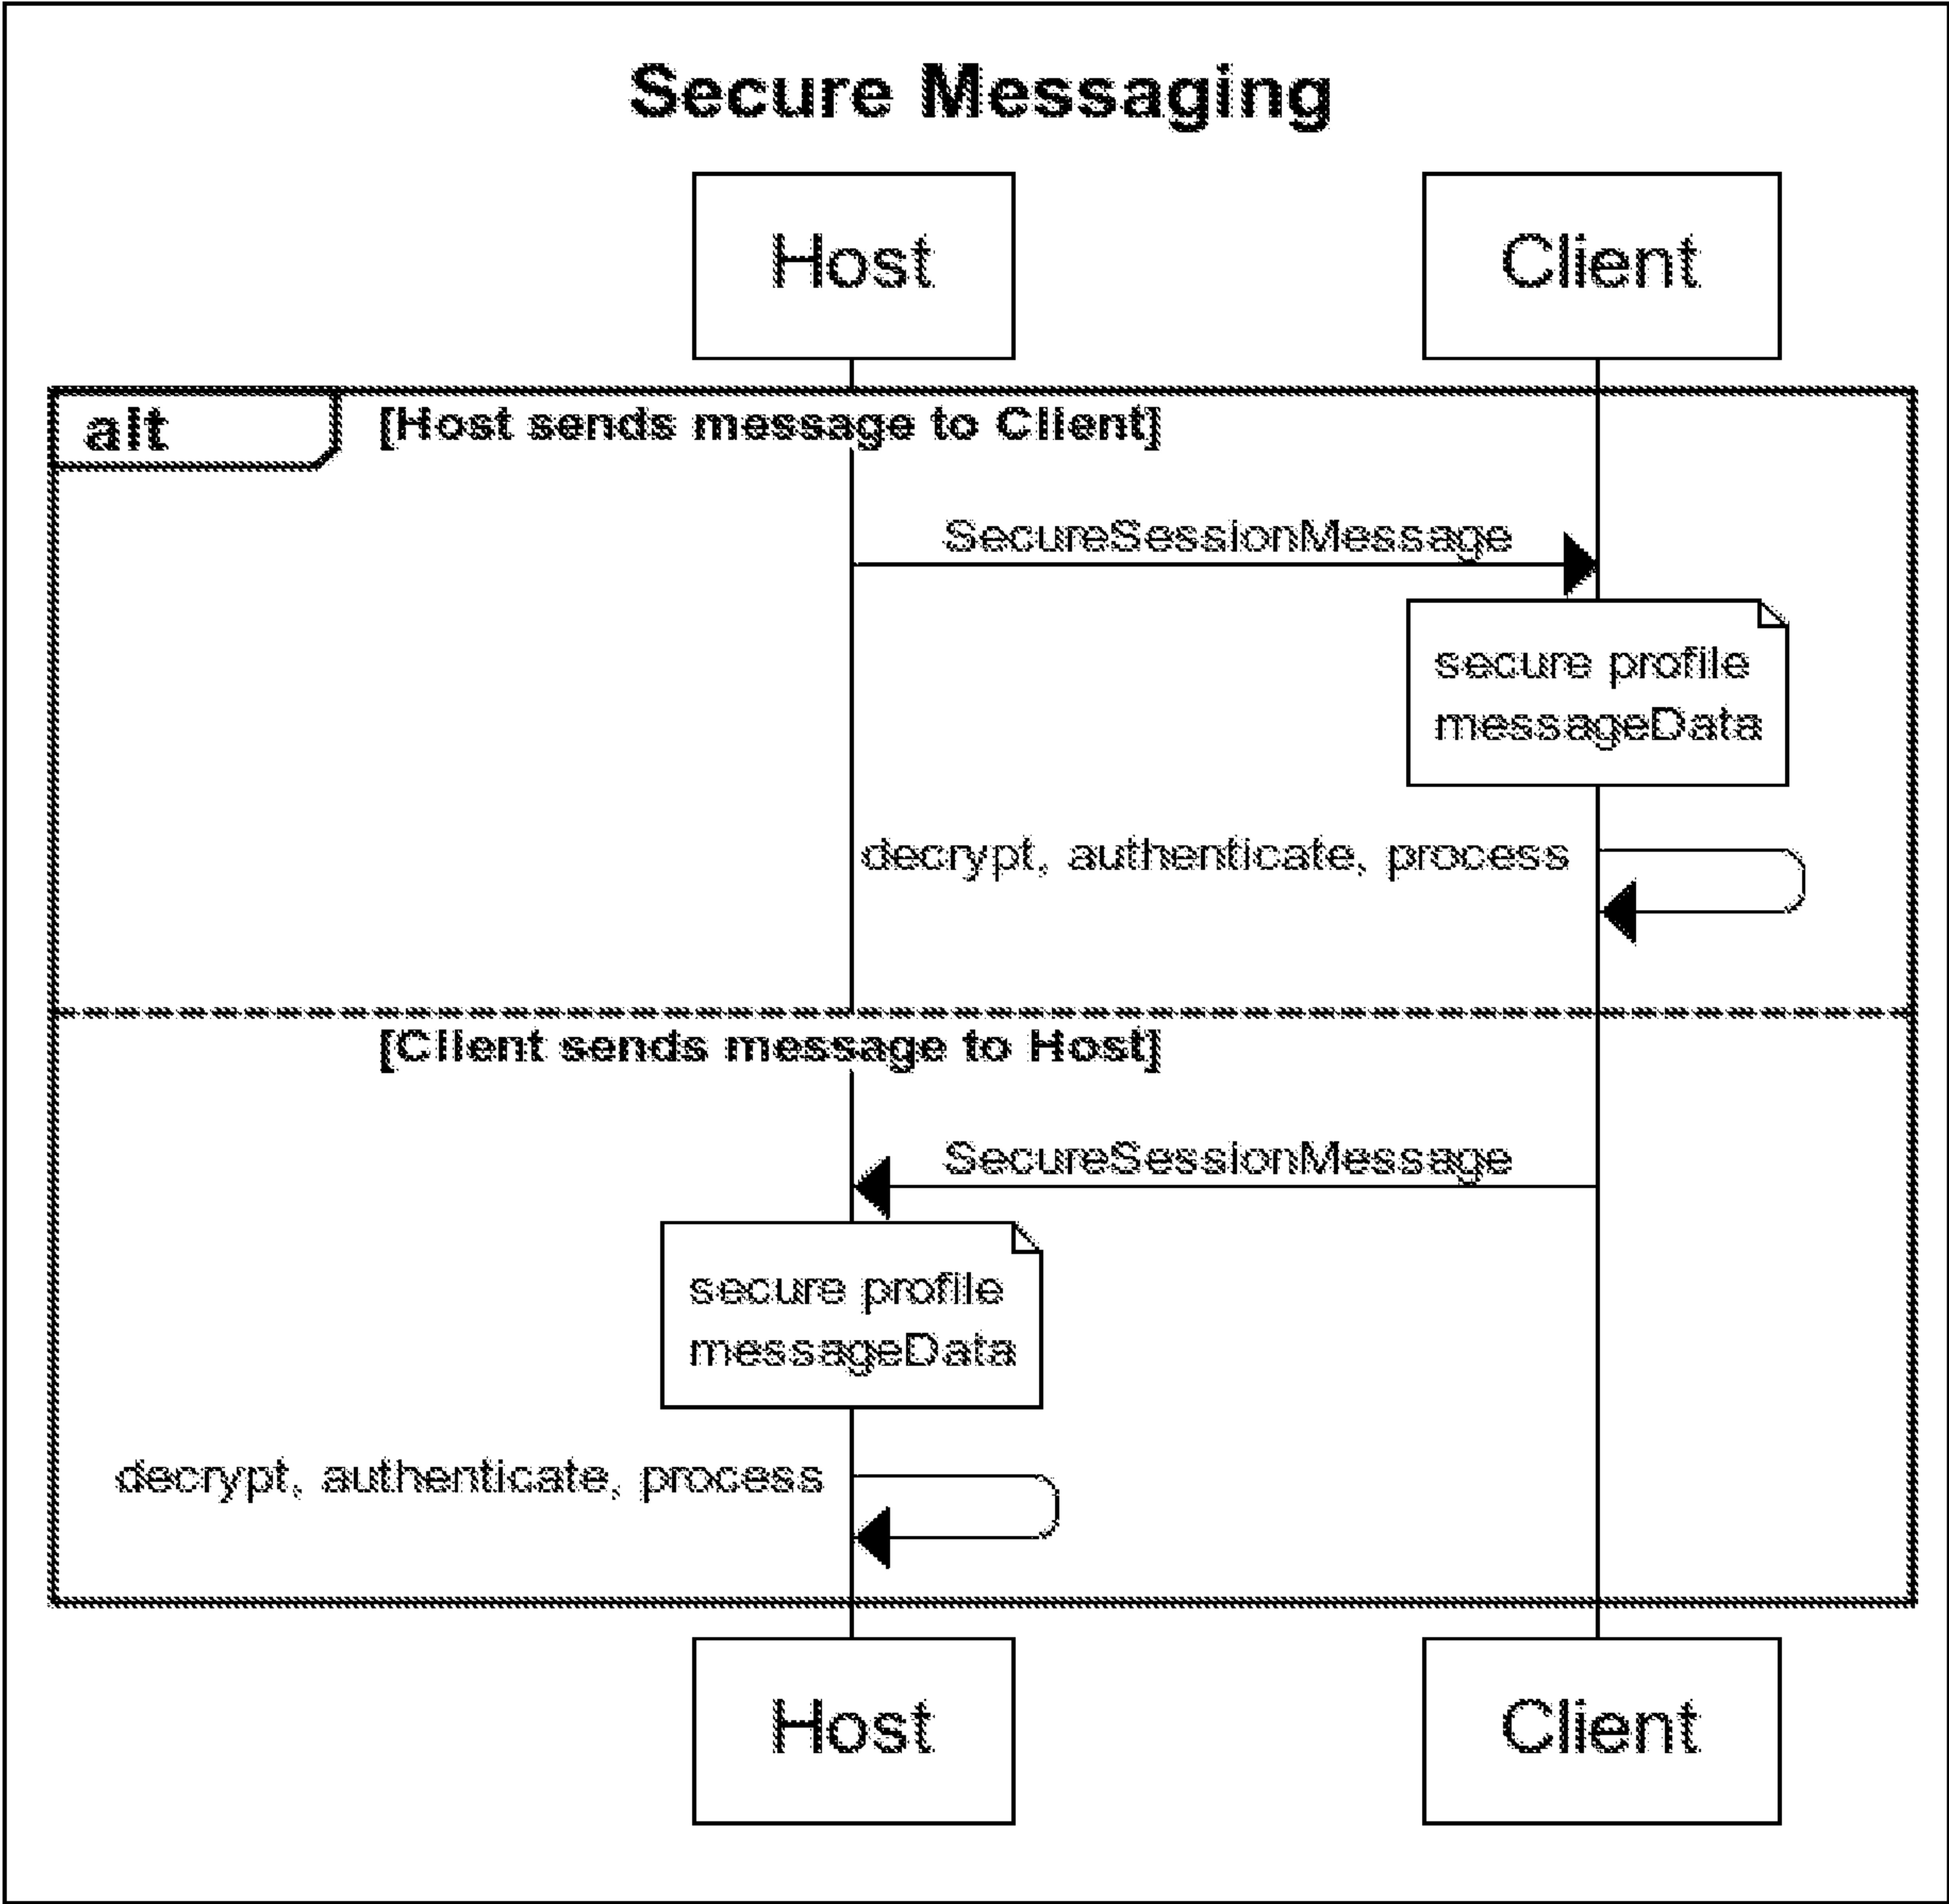 Secure Messaging
Host
Client
alt
[Host sends message to Client]
SecureSessionMessage
secure profile
messageData
decrypt, authenticate, process
[Client sends message to Host]
SecureSessionMessage
secure profile
messageData
decrypt, authenticate, process
Host
Client